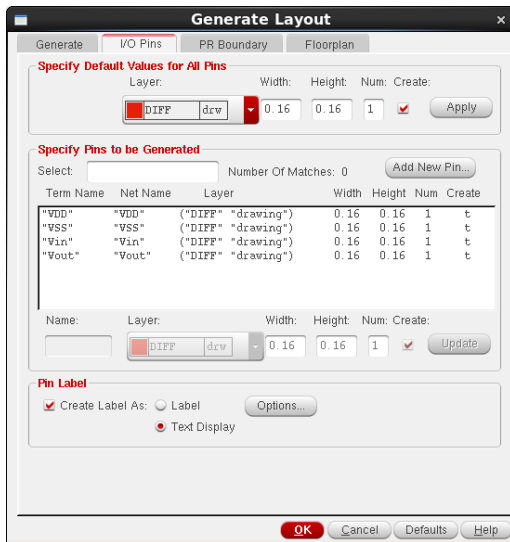 Generate Layout
Generate I/O Pins PR Boundary Floorplan
Specify Default Values for All Pins
Layer: Width: Height: Num: Create:
DIFF drw 0.16 0.16 1 Apply
Specify Pins to be Generated
Select: Number Of Matches: 0 Add New Pin...
Term Name Net Name Layer Width Height Num Create
"VDD" "VDD" ("DIFF" "drawing") 0.16 0.16 1 t
"VSS" "VSS" ("DIFF" "drawing") 0.16 0.16 1 t
"Vin" "Vin" ("DIFF" "drawing") 0.16 0.16 1 t
"Vout" "Vout" ("DIFF" "drawing") 0.16 0.16 1 t
Name: Layer: Width: Height: Num: Create:
DIFF drw 0.16 0.16 1 Update
Pin Label
Create Label As: Label Options...
Text Display
OK Cancel Defaults Help